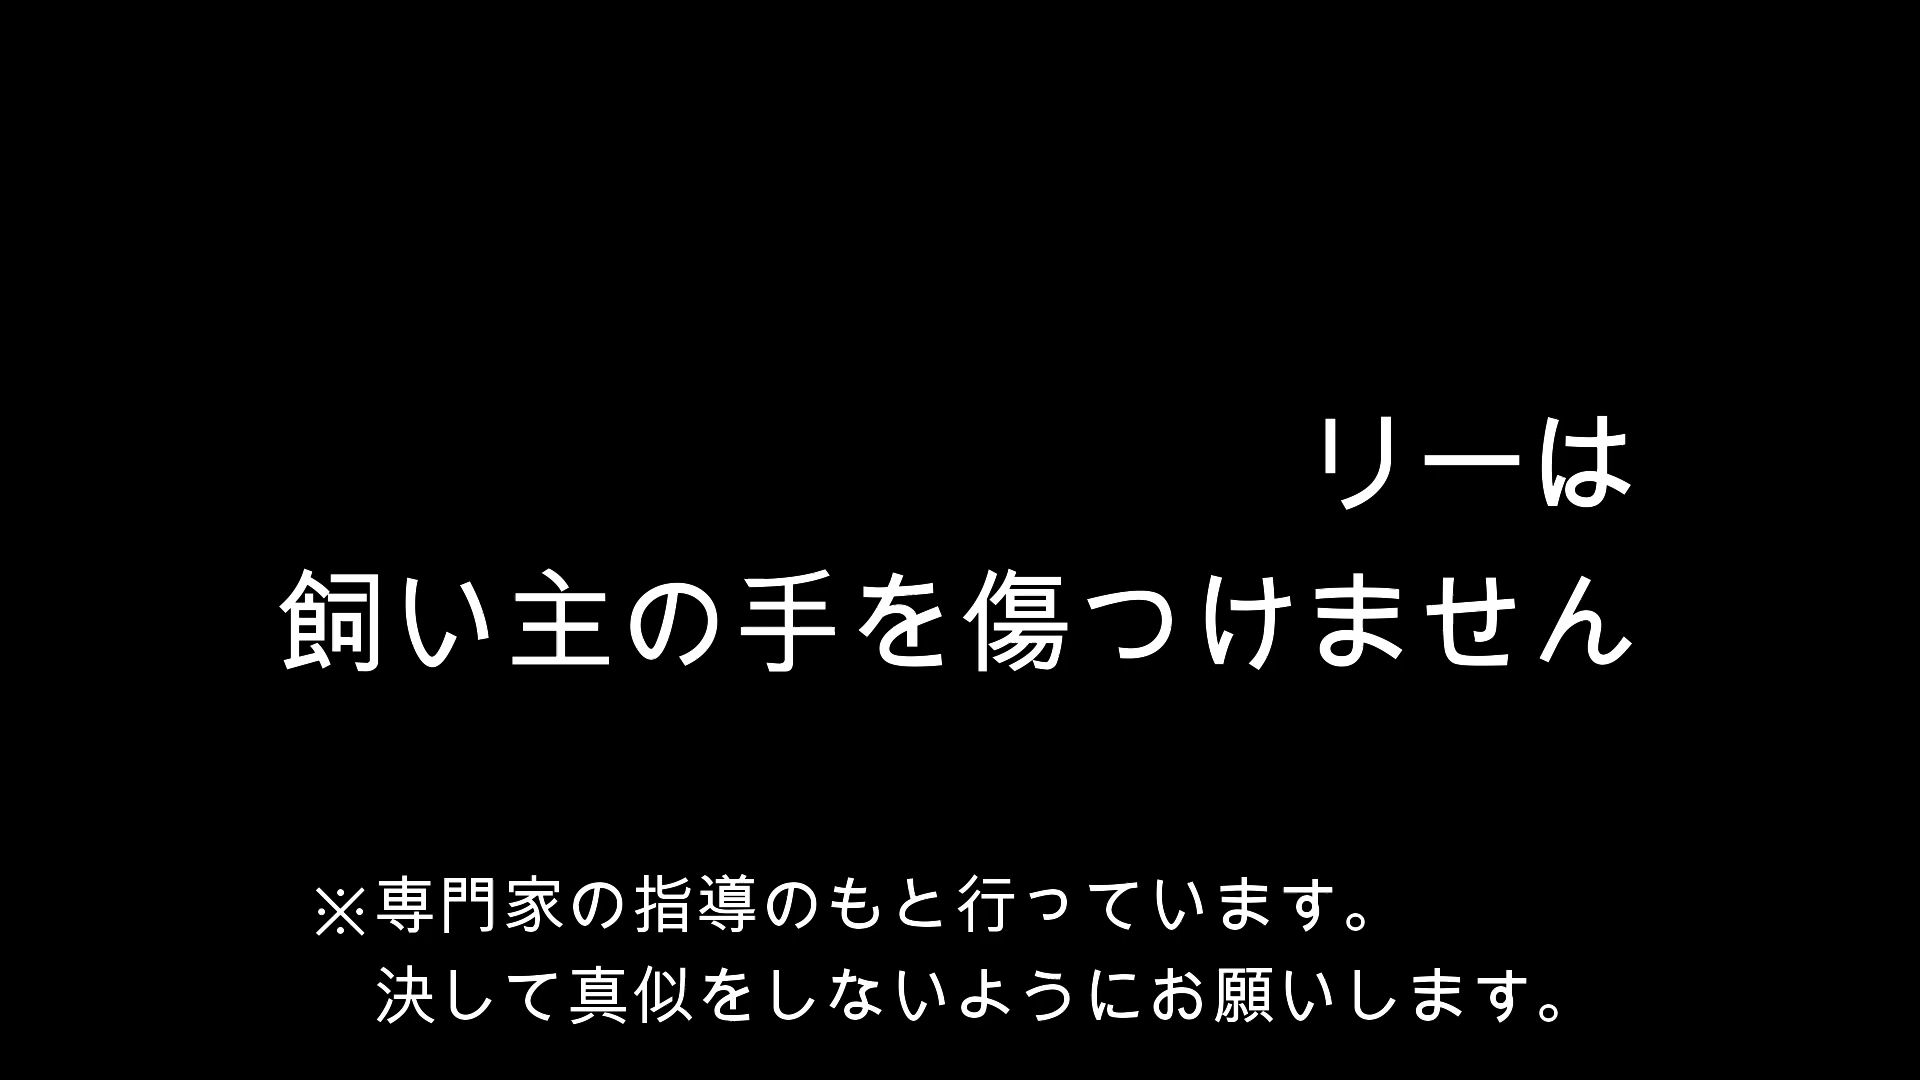 リーは
飼い主の手を傷つけません
※専門家の指導のもと行っています。
決して真似をしないようにお願いします。